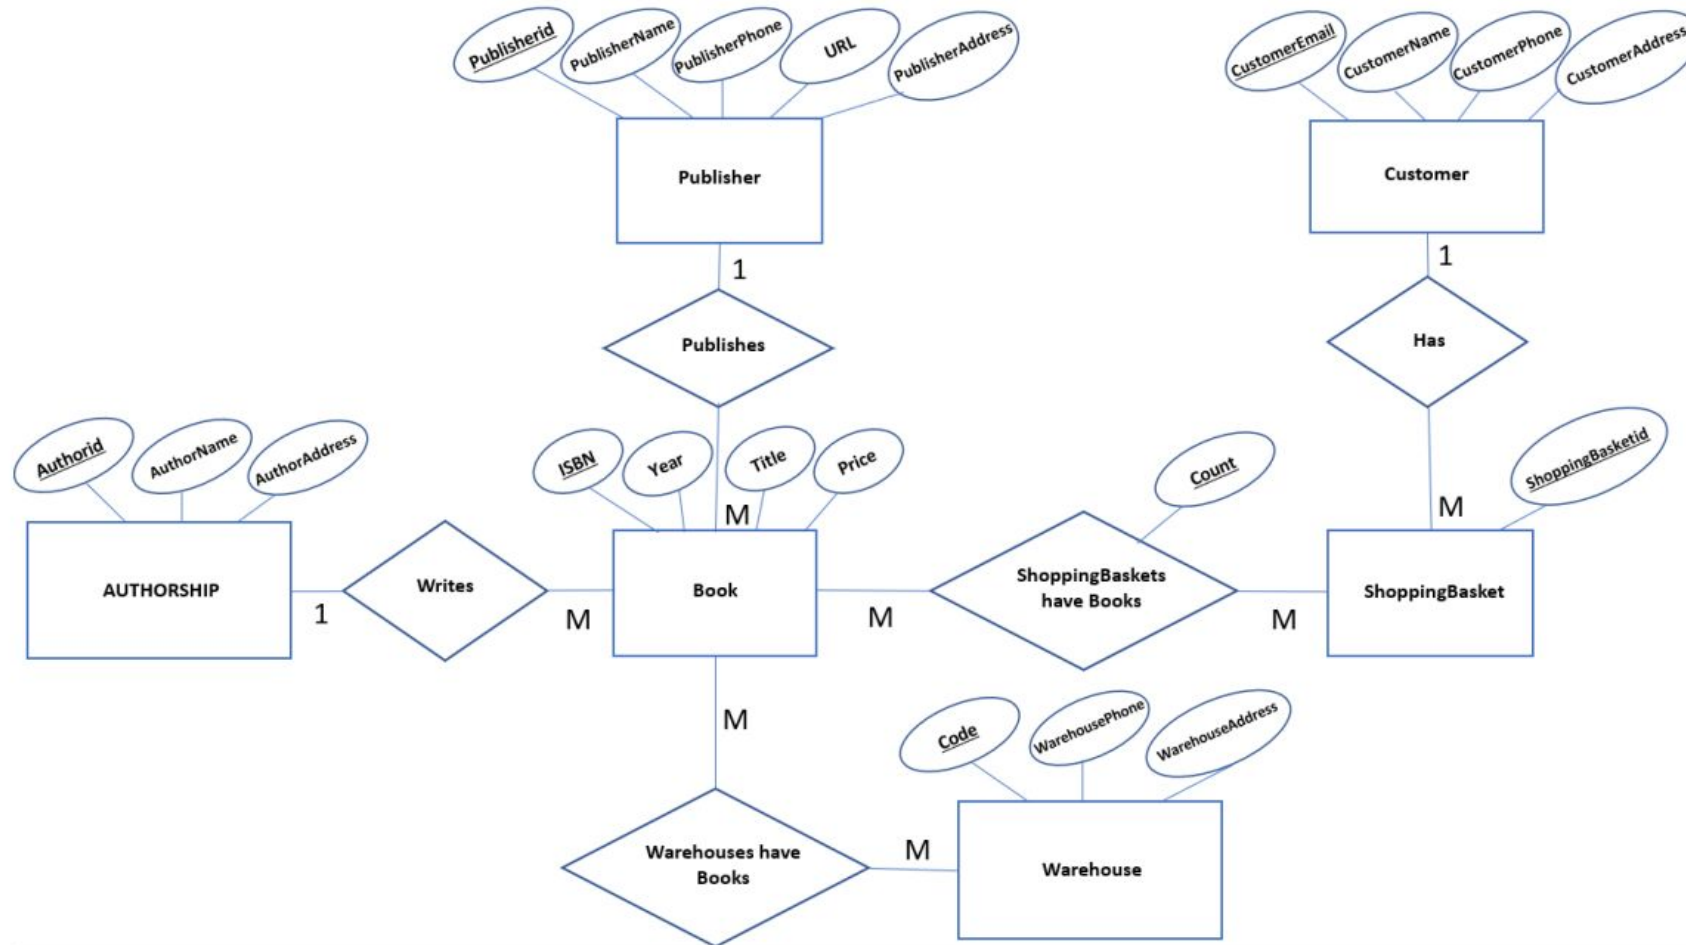 Publisherid
PublisherName
PublisherPhone
URL
PublisherAddress
CustomerEmail
CustomerName
CustomerPhone
CustomerAddress
Publisher
Customer
1
1
Publishes
Has
Authorid
AuthorName
AuthorAddress
ISBN
Year
Title
Price
Count
ShoppingBasketid
M
M
AUTHORSHIP
Writes
Book
ShoppingBaskets
have Books
ShoppingBasket
1
M
M
M
M
Code
WarehousePhone
WarehouseAddress
Warehouses have
Books
M
Warehouse